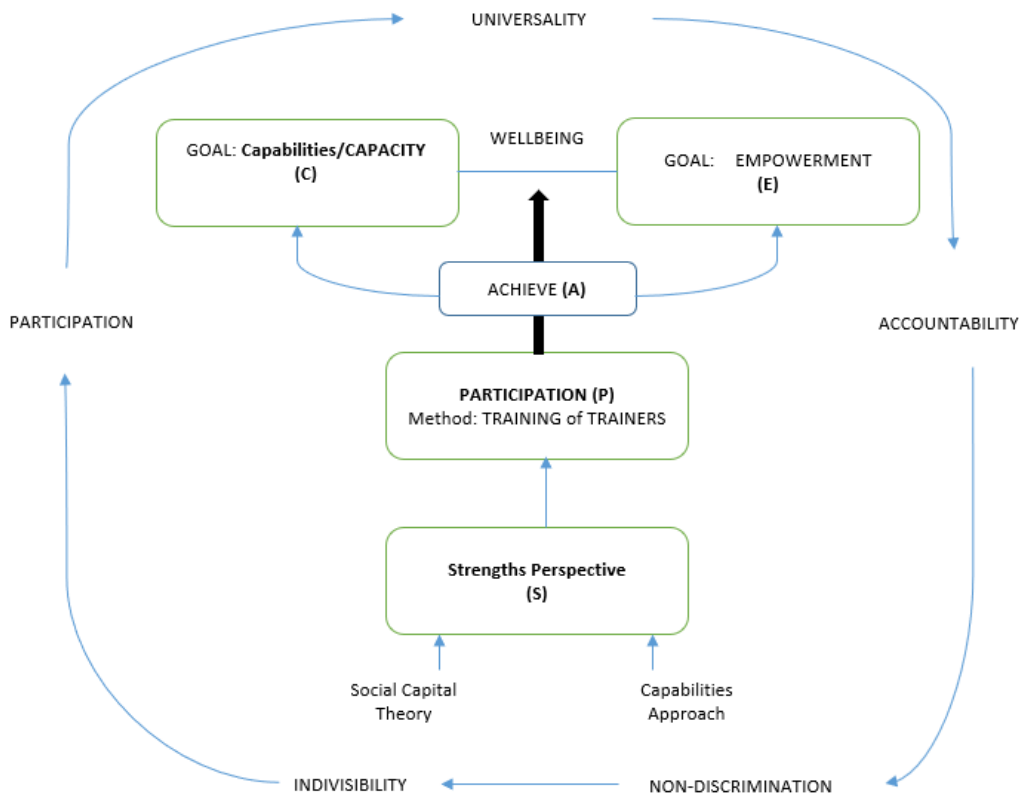 UNIVERSALITY
WELLBEING
GOAL: Capabilities/CAPACITY
(C)
GOAL: EMPOWERMENT
(E)
ACHIEVE (A)
PARTICIPATION
ACCOUNTABILITY
PARTICIPATION (P)
Method: TRAINING of TRAINERS
Strengths Perspective
(S)
Social Capital
Theory
Capabilities
Approach
INDIVISIBILITY
NON-DISCRIMINATION